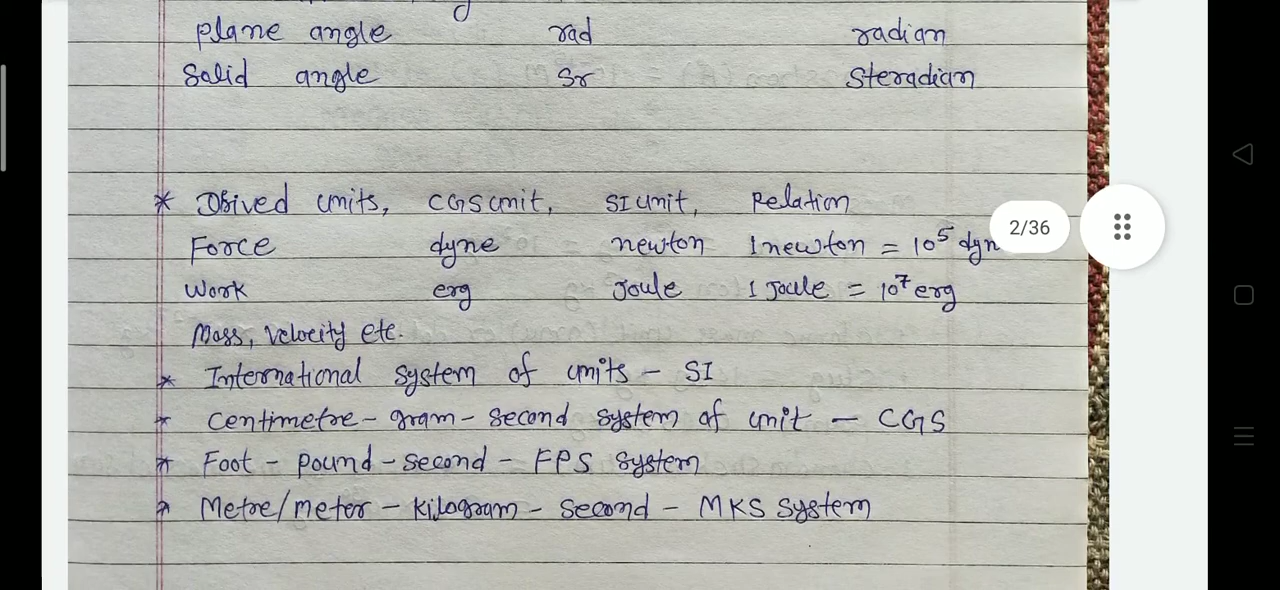 plane angle rad radian
Solid angle Sr Steradian
* Drived units, CGS unit, SI unit, Relation
Force dyne newton 1 newton = 10⁵ dyn
2/36
Work erg Joule 1 Joule = 10⁷ erg
Mass, Velocity etc.
* International System of units - SI
* Centimetre - gram - Second System of unit - CGS
* Foot - pound - second - FPS System
* Metre/meter - kilogram - Second - MKS System